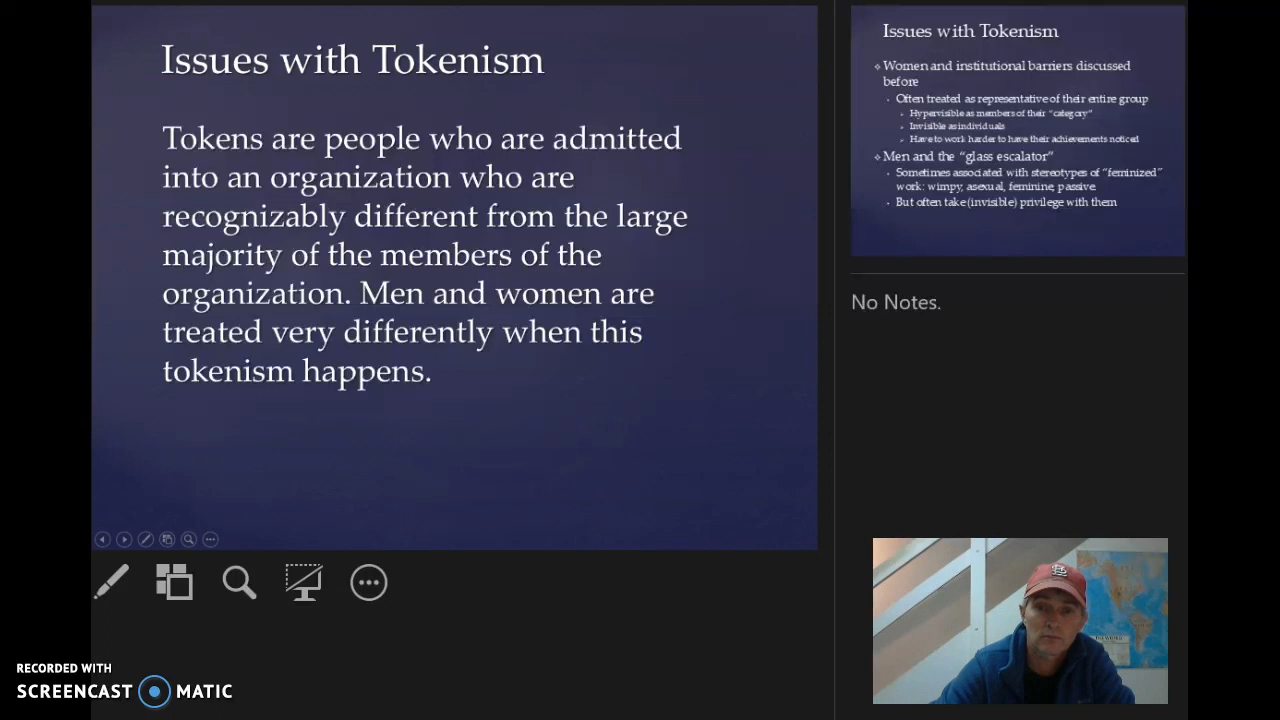 Issues with Tokenism
Tokens are people who are admitted
into an organization who are
recognizably different from the large
majority of the members of the
organization. Men and women are
treated very differently when this
tokenism happens.
Issues with Tokenism
Women and institutional barriers discussed
before
Often treated as representative of their entire group
Hypervisible as members of their “category”
Invisible as individuals
Have to work harder to have their achievements noticed
Men and the “glass escalator”
Sometimes associated with stereotypes of “feminized”
work: wimpy, asexual, feminine, passive.
But often take (invisible) privilege with them
No Notes.
RECORDED WITH
SCREENCAST MATIC